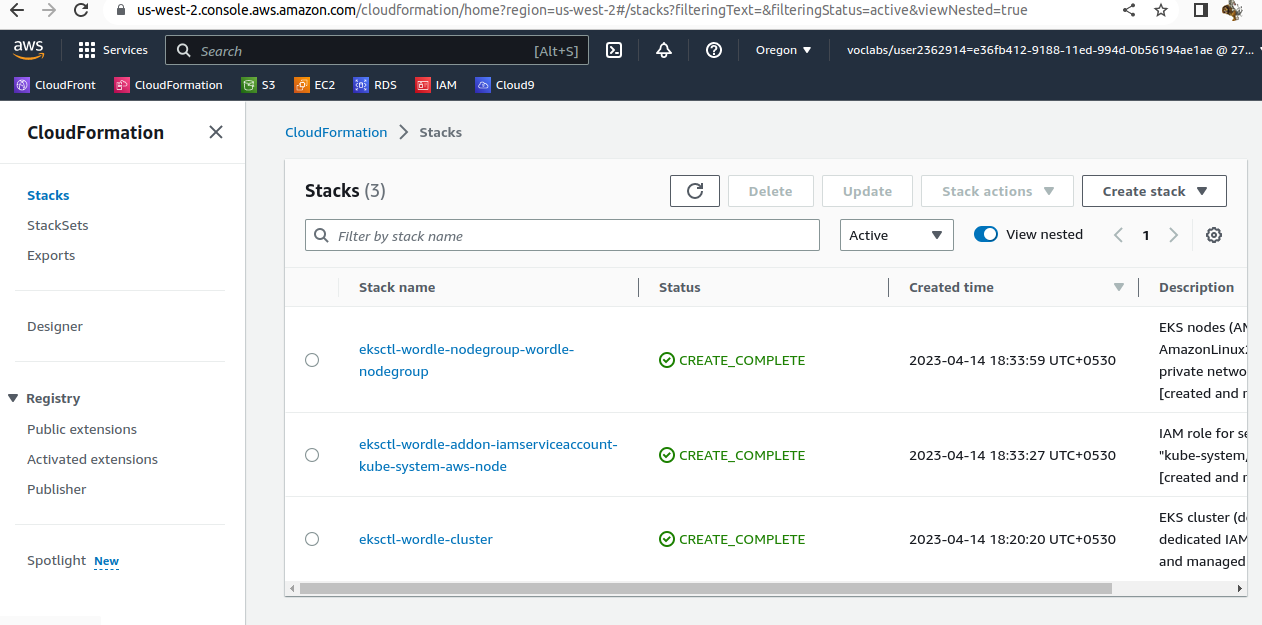 us-west-2.console.aws.amazon.com/cloudformation/home?region=us-west-2#/stacks?filteringText=&filteringStatus=active&viewNested=true
aws Services Search [Alt+S] Oregon voclabs/user2362914=e36fb412-9188-11ed-994d-0b56194ae1ae @ 27...
CloudFront CloudFormation S3 EC2 RDS IAM Cloud9
CloudFormation
Stacks
StackSets
Exports
Designer
Registry
Public extensions
Activated extensions
Publisher
Spotlight New
CloudFormation Stacks
Stacks (3) Delete Update Stack actions Create stack
Filter by stack name Active View nested 1
Stack name Status Created time Description
eksctl-wordle-nodegroup-wordle-
nodegroup
CREATE_COMPLETE
2023-04-14 18:33:59 UTC+0530
EKS nodes (AM
AmazonLinux2
private netwo
[created and m
eksctl-wordle-addon-iamserviceaccount-
kube-system-aws-node
CREATE_COMPLETE
2023-04-14 18:33:27 UTC+0530
IAM role for se
"kube-system/
[created and m
eksctl-wordle-cluster
CREATE_COMPLETE
2023-04-14 18:20:20 UTC+0530
EKS cluster (de
dedicated IAM
and managed